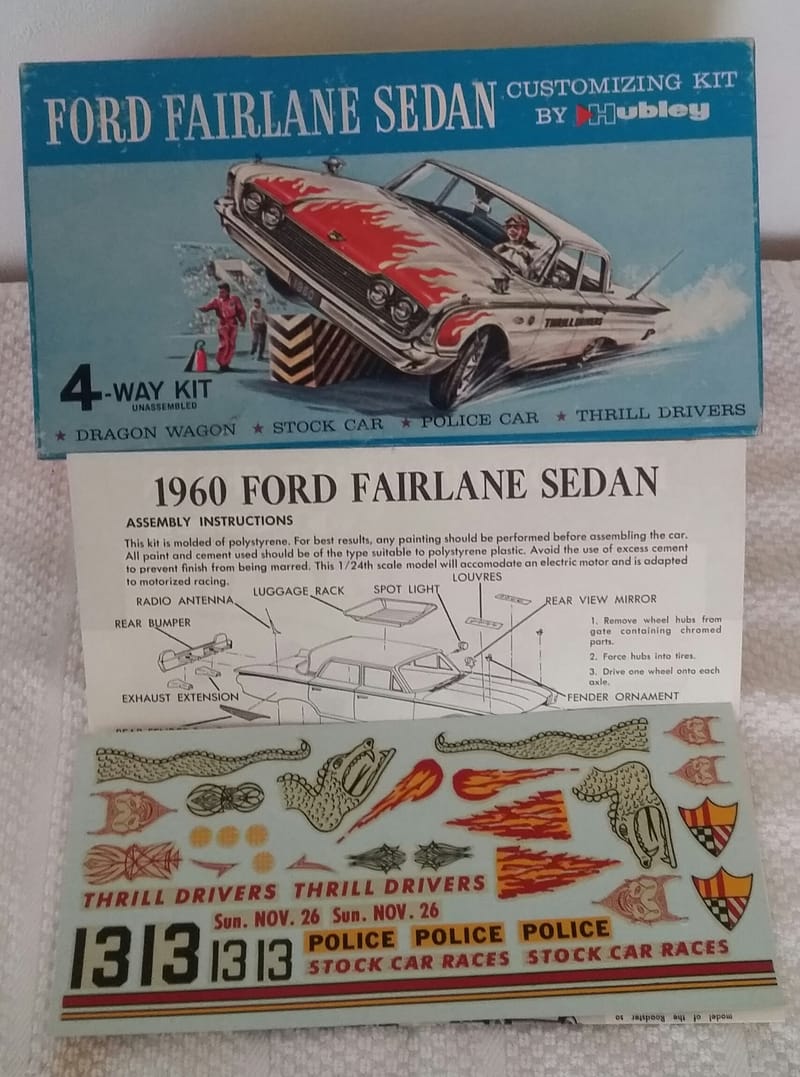 FORD FAIRLANE SEDAN
CUSTOMIZING KIT
BY Hubley
1960
THRILL DRIVERS
4-WAY KIT
UNASSEMBLED
★ DRAGON WAGON ★ STOCK CAR ★ POLICE CAR ★ THRILL DRIVERS
1960 FORD FAIRLANE SEDAN
ASSEMBLY INSTRUCTIONS
This kit is molded of polystyrene. For best results, any painting should be performed before assembling the car.
All paint and cement used should be of the type suitable to polystyrene plastic. Avoid the use of excess cement
to prevent finish from being marred. This 1/24th scale model will accomodate an electric motor and is adapted
to motorized racing.
LOUVRES
LUGGAGE RACK
SPOT LIGHT
RADIO ANTENNA
REAR VIEW MIRROR
REAR BUMPER
1. Remove wheel hubs from
gate containing chromed
parts.
2. Force hubs into tires.
3. Drive one wheel onto each
axle.
EXHAUST EXTENSION
FENDER ORNAMENT
THRILL DRIVERS THRILL DRIVERS
Sun. NOV. 26 Sun. NOV. 26
13 13 13 13
POLICE POLICE POLICE
STOCK CAR RACES STOCK CAR RACES
model of the Roadster so